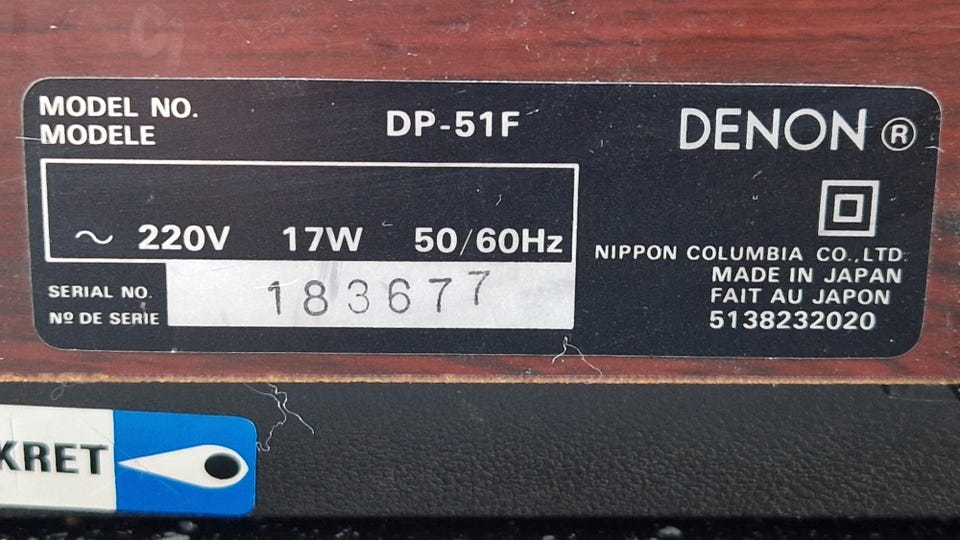 MODEL NO.
MODELE
DP-51F
DENON ®
~ 220V 17W 50/60Hz
SERIAL NO.
Nº DE SERIE
183677
NIPPON COLUMBIA CO., LTD.
MADE IN JAPAN
FAIT AU JAPON
5138232020
KRET